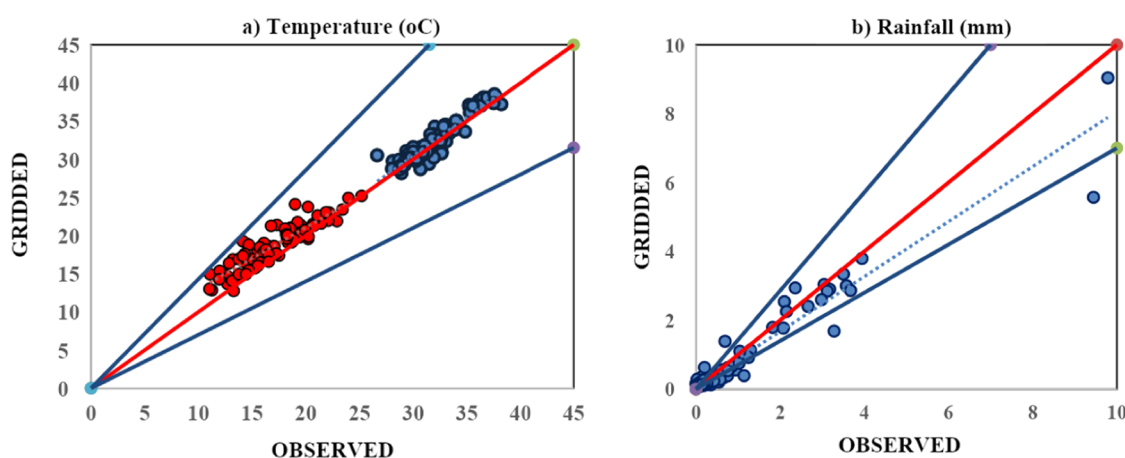 a) Temperature (oC)
45
40
35
30
25
20
15
10
5
0
GRIDDED
0 5 10 15 20 25 30 35 40 45
OBSERVED
b) Rainfall (mm)
10
8
6
4
2
0
GRIDDED
0 2 4 6 8 10
OBSERVED